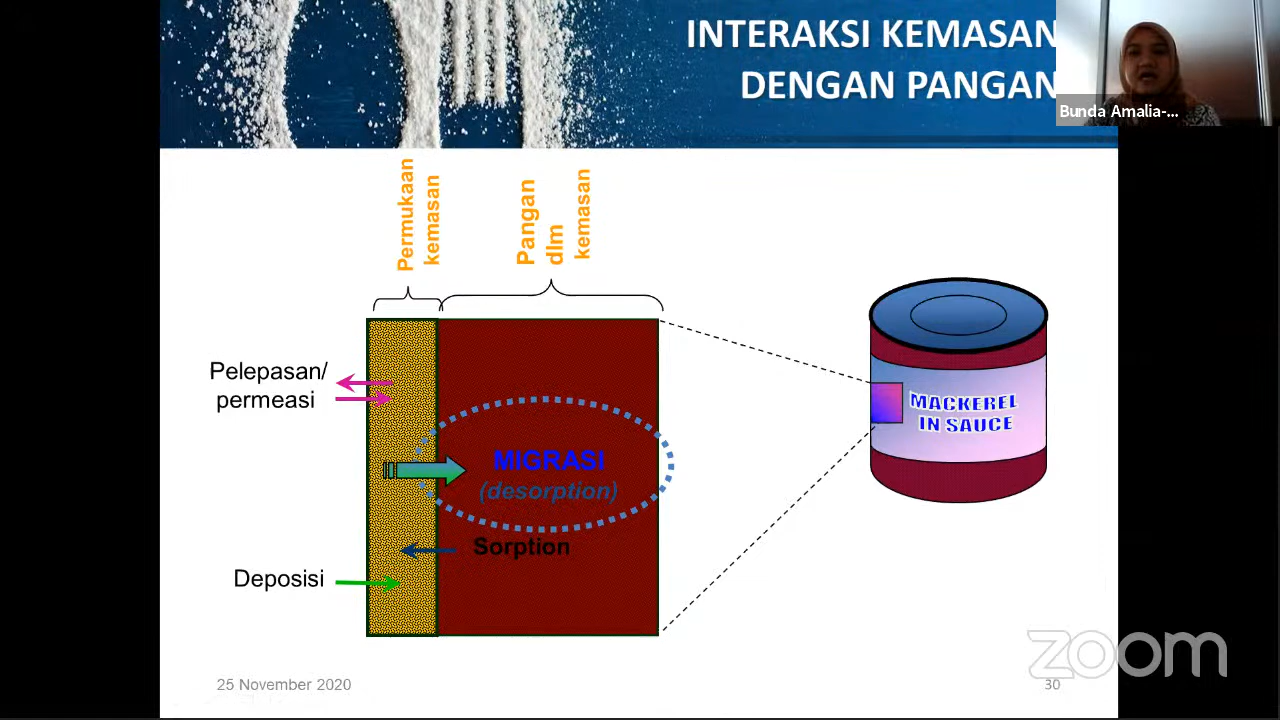 INTERAKSI KEMASAN
DENGAN PANGAN
Bunda Amalia-...
Permukaan
kemasan
Pangan
dlm
kemasan
Pelepasan/
permeasi
MIGRASI
(desorption)
Sorption
Deposisi
MACKEREL
IN SAUCE
zoom
25 November 2020
30